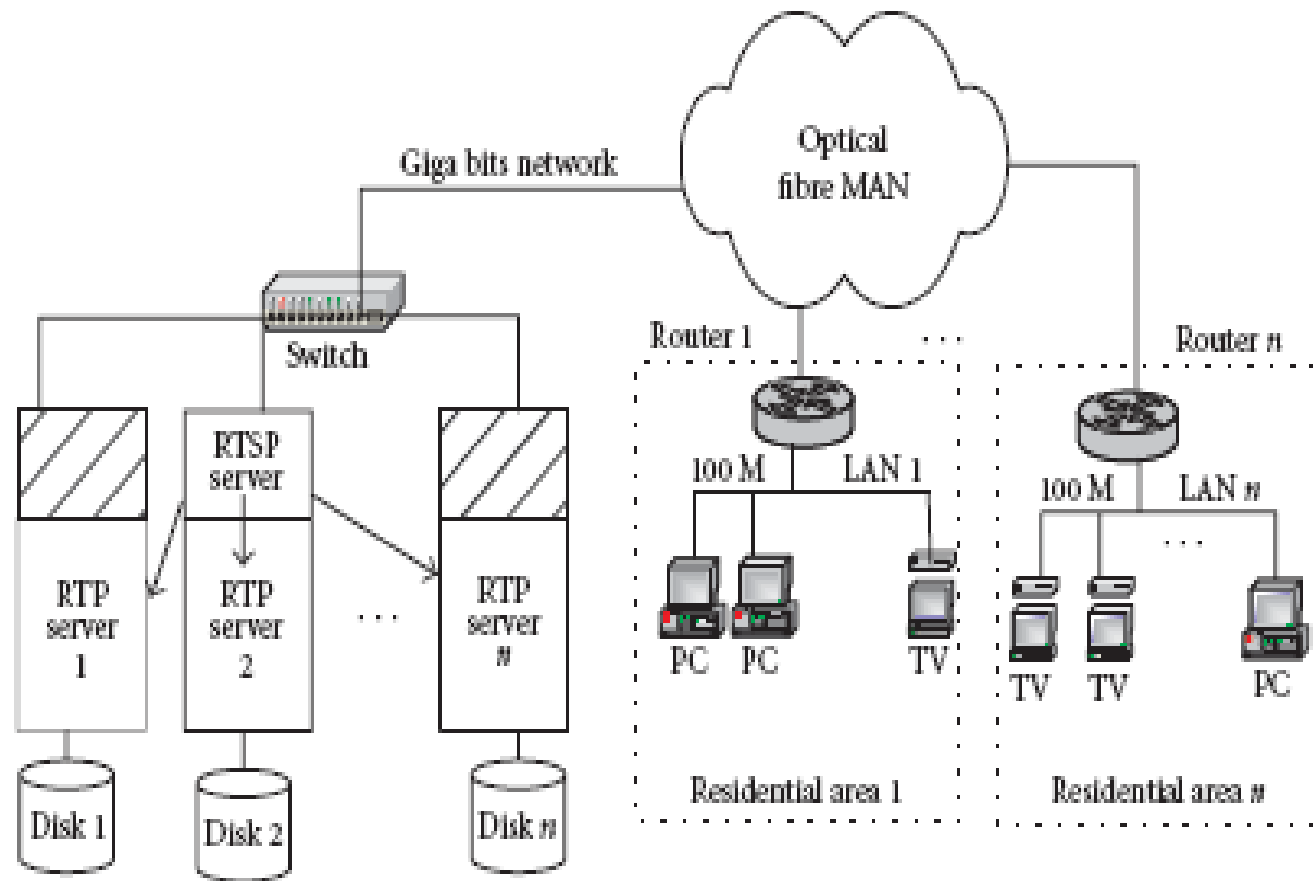 Optical
fibre MAN
Giga bits network
Switch
Router 1
. . .
Router n
RTSP
server
100 M
LAN 1
100 M
LAN n
. . .
RTP
server
1
RTP
server
2
. . .
RTP
server
n
PC
PC
TV
TV
TV
PC
Disk 1
Disk 2
Disk n
Residential area 1
Residential area n